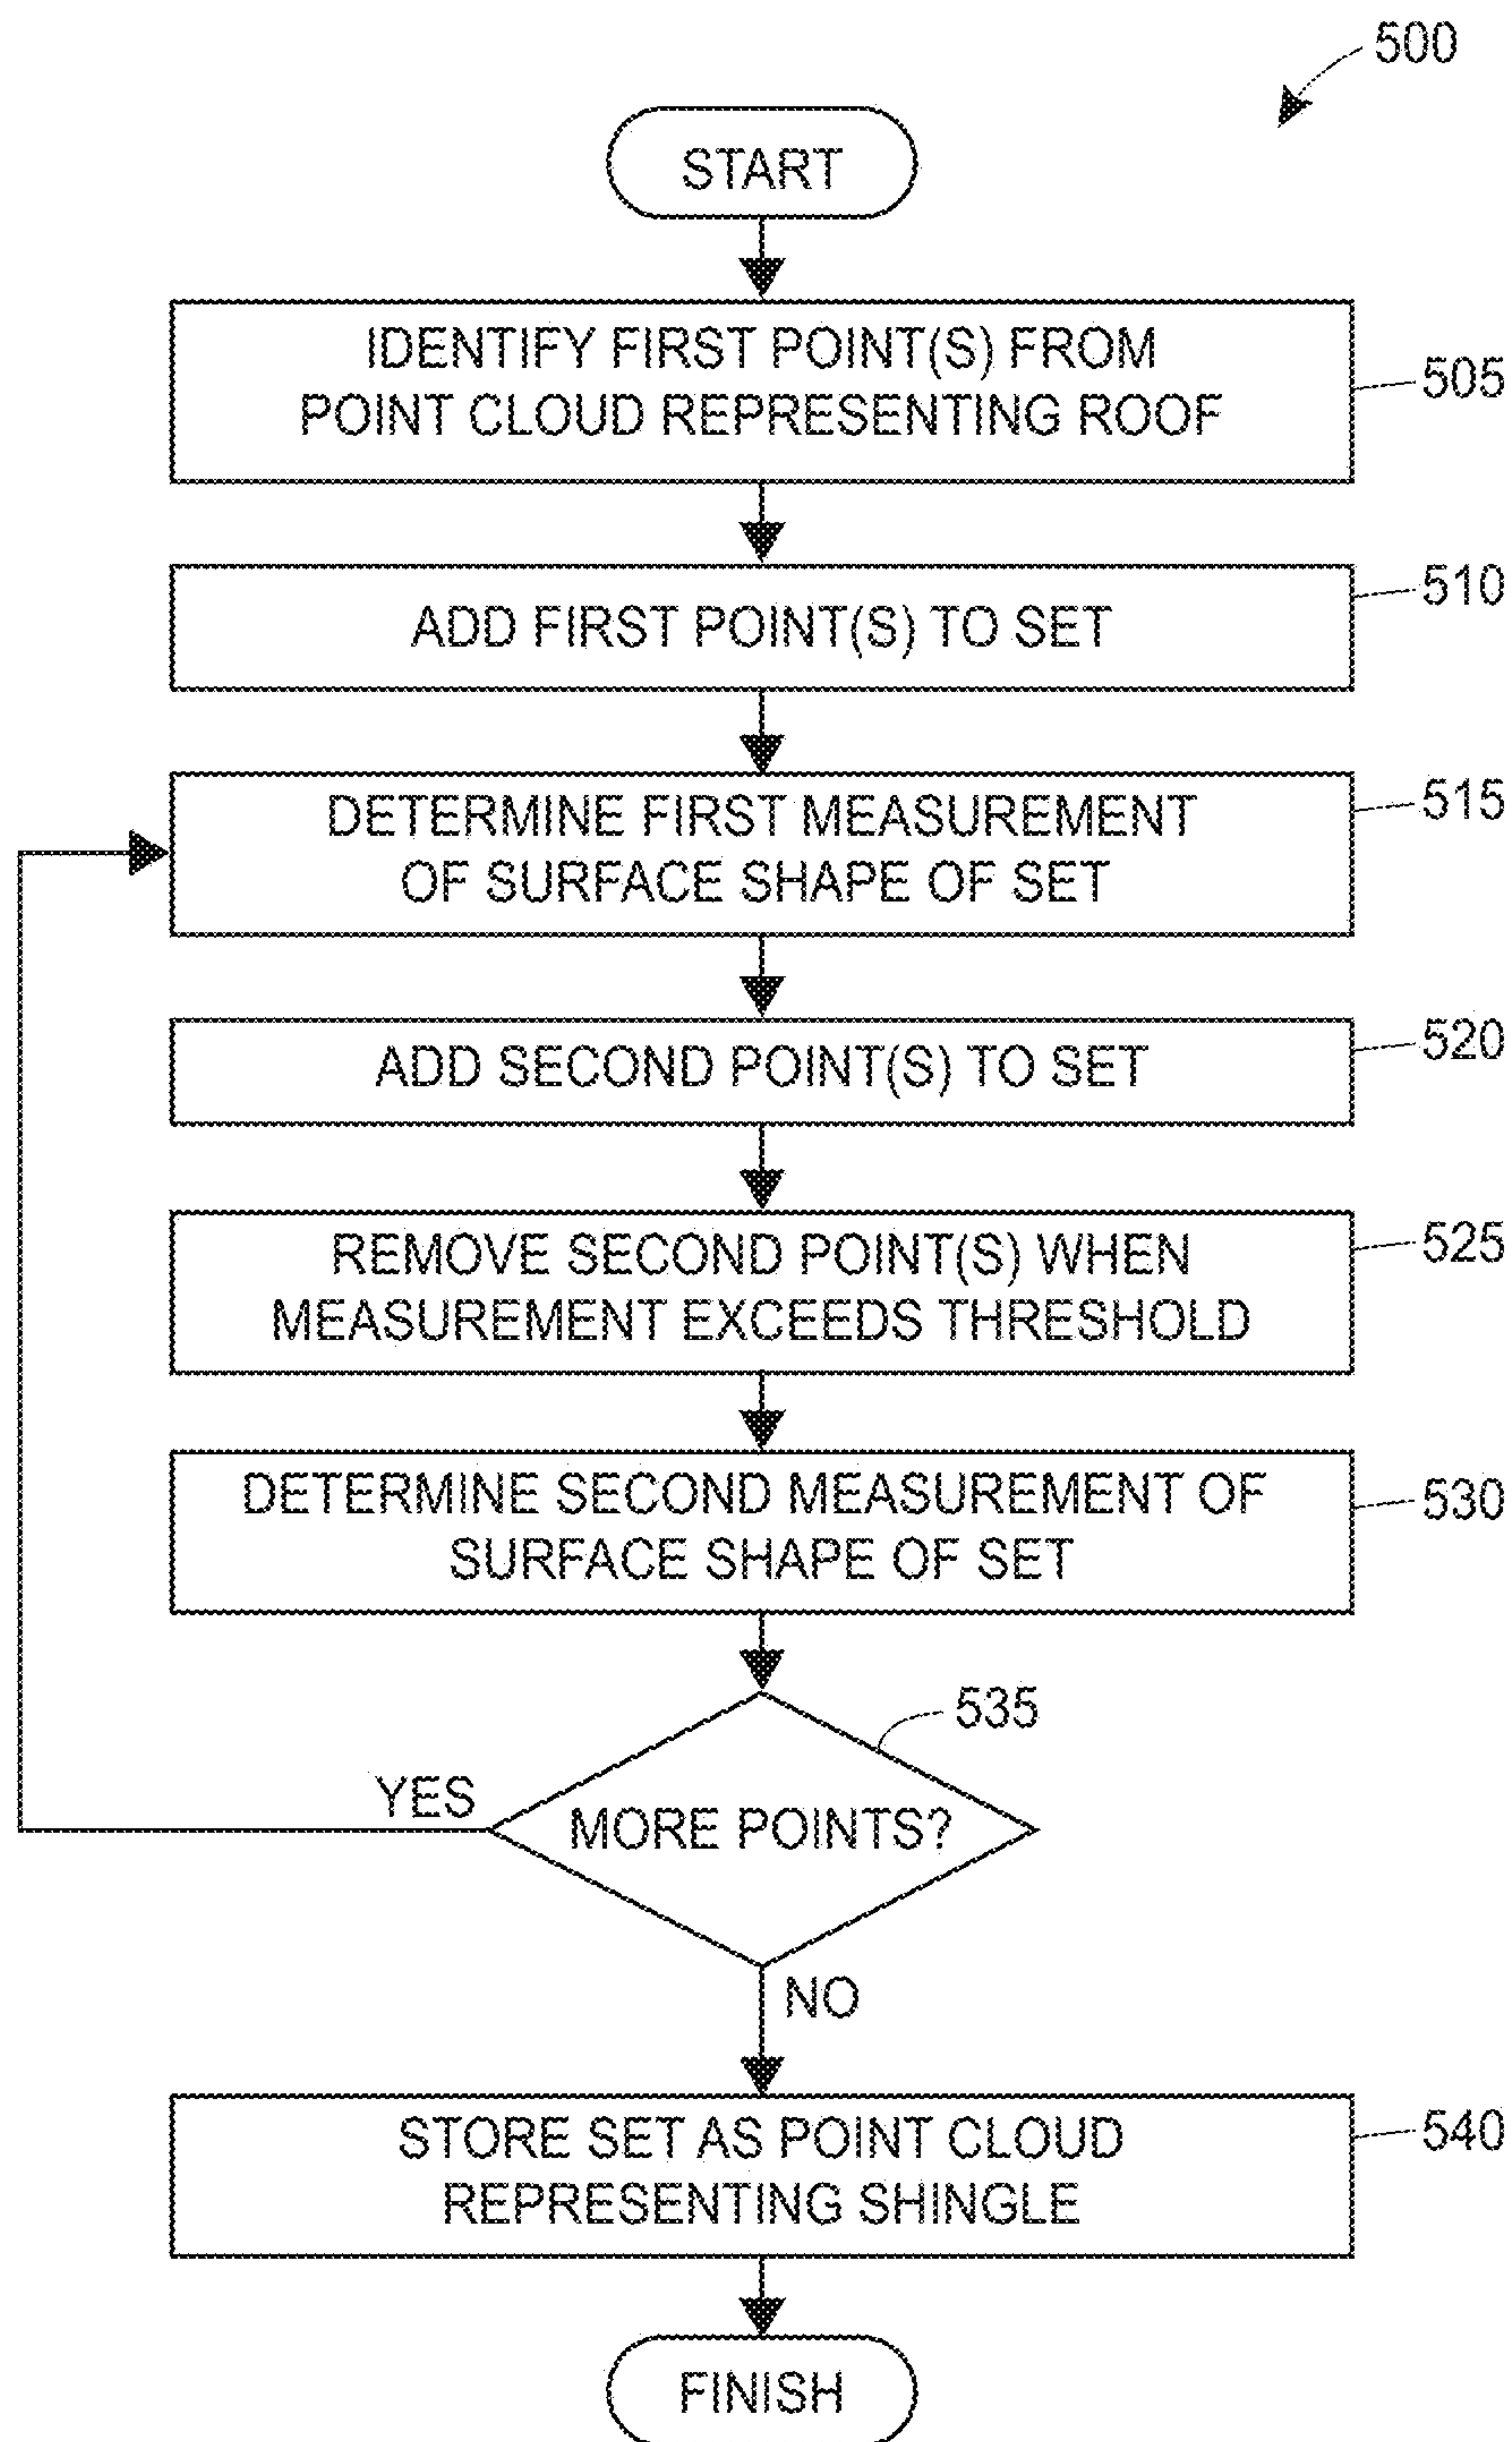 500
START
IDENTIFY FIRST POINT(S) FROM
POINT CLOUD REPRESENTING ROOF
505
ADD FIRST POINT(S) TO SET
510
DETERMINE FIRST MEASUREMENT
OF SURFACE SHAPE OF SET
515
ADD SECOND POINT(S) TO SET
520
REMOVE SECOND POINT(S) WHEN
MEASUREMENT EXCEEDS THRESHOLD
525
DETERMINE SECOND MEASUREMENT OF
SURFACE SHAPE OF SET
530
535
YES
MORE POINTS?
NO
STORE SET AS POINT CLOUD
REPRESENTING SHINGLE
540
FINISH